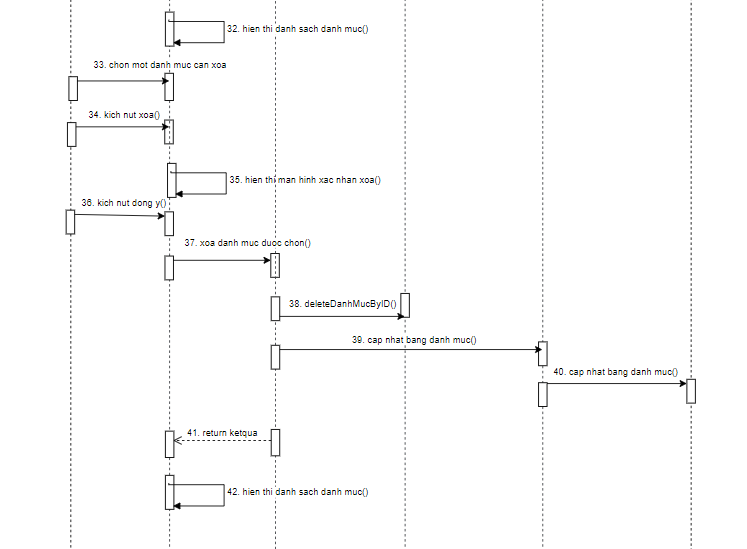 32. hien thi danh sach danh muc()
33. chon mot danh muc can xoa
34. kich nut xoa()
35. hien thi man hinh xac nhan xoa()
36. kich nut dong y()
37. xoa danh muc duoc chon()
38. deleteDanhMucByID()
39. cap nhat bang danh muc()
40. cap nhat bang danh muc()
41. return ketqua
42. hien thi danh sach danh muc()